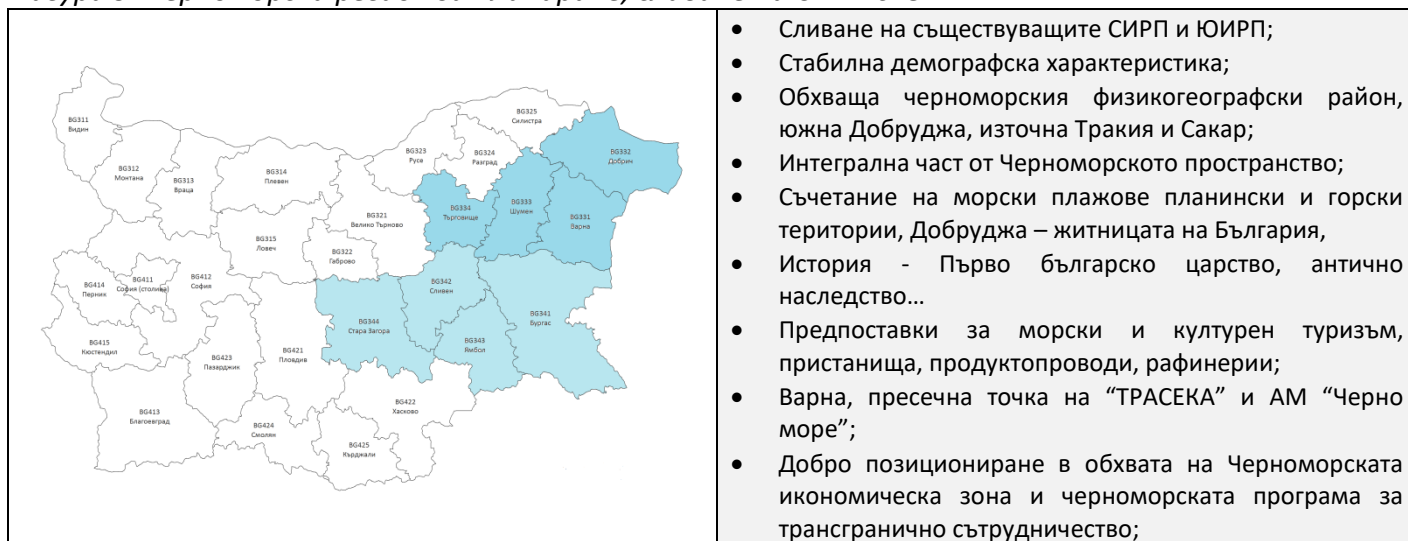 BG311
Видин
BG312
Монтана
BG313
Враца
BG314
Плевен
BG315
Ловеч
BG321
Велико Търново
BG322
Габрово
BG323
Русе
BG324
Разград
BG325
Силистра
BG332
Добрич
BG334
Търговище
BG333
Шумен
BG331
Варна
BG342
Сливен
BG341
Бургас
BG344
Стара Загора
BG343
Ямбол
BG411
София (столица)
BG412
София
BG414
Перник
BG415
Кюстендил
BG423
Пазарджик
BG421
Пловдив
BG422
Хасково
BG413
Благоевград
BG424
Смолян
BG425
Кърджали
• Сливане на съществуващите СИРП и ЮИРП;
• Стабилна демографска характеристика;
• Обхваща черноморския физикогеографски район,
южна Добруджа, източна Тракия и Сакар;
• Интегрална част от Черноморското пространство;
• Съчетание на морски плажове планински и горски
територии, Добруджа – житницата на България,
• История - Първо българско царство, антично
наследство…
• Предпоставки за морски и културен туризъм,
пристанища, продуктопроводи, рафинерии;
• Варна, пресечна точка на “ТРАСЕКА” и АМ “Черно
море”;
• Добро позициониране в обхвата на Черноморската
икономическа зона и черноморската програма за
трансгранично сътрудничество;